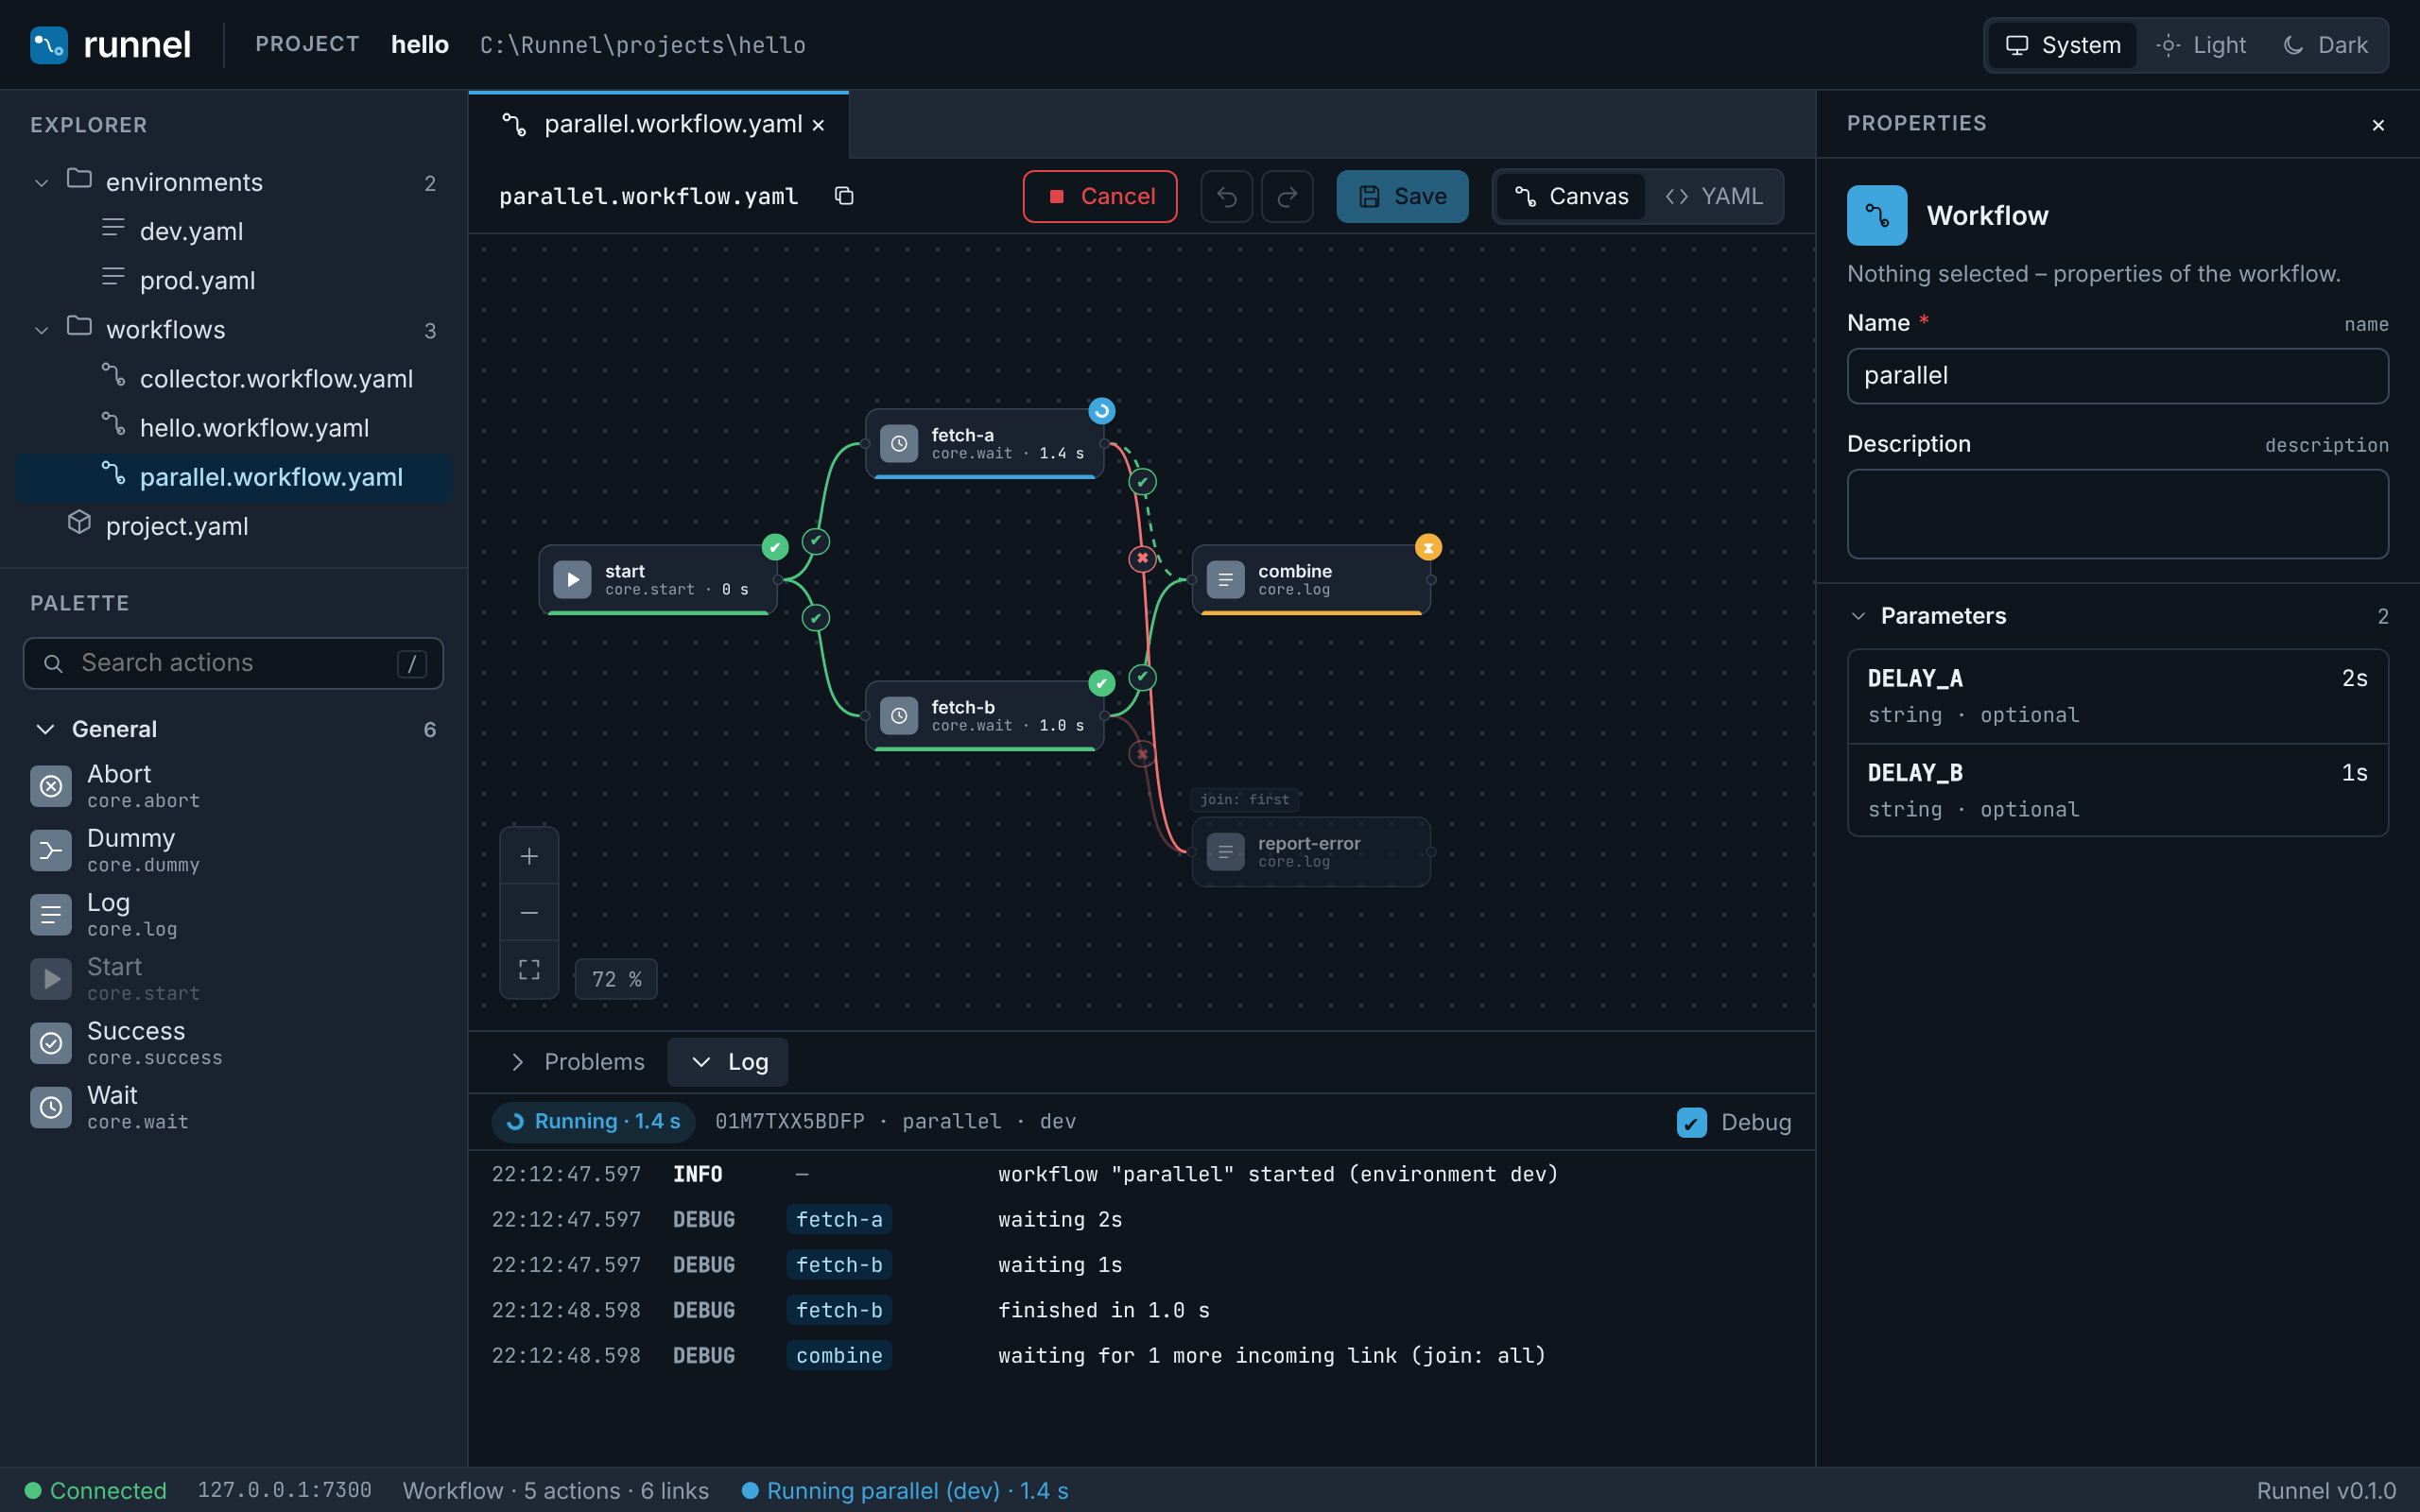 runnel
PROJECT hello C:\Runnel\projects\hello
System Light Dark
EXPLORER
environments 2
dev.yaml
prod.yaml
workflows 3
collector.workflow.yaml
hello.workflow.yaml
parallel.workflow.yaml
project.yaml
PALETTE
Search actions /
General 6
Abort
core.abort
Dummy
core.dummy
Log
core.log
Start
core.start
Success
core.success
Wait
core.wait
parallel.workflow.yaml ×
parallel.workflow.yaml
Cancel Save Canvas YAML
fetch-a
core.wait · 1.4 s
start
core.start · 0 s
combine
core.log
fetch-b
core.wait · 1.0 s
join: first
report-error
core.log
72 %
Problems Log
Running · 1.4 s 01M7TXX5BDFP · parallel · dev Debug
22:12:47.597 INFO – workflow "parallel" started (environment dev)
22:12:47.597 DEBUG fetch-a waiting 2s
22:12:47.597 DEBUG fetch-b waiting 1s
22:12:48.598 DEBUG fetch-b finished in 1.0 s
22:12:48.598 DEBUG combine waiting for 1 more incoming link (join: all)
PROPERTIES ×
Workflow
Nothing selected – properties of the workflow.
Name * name
parallel
Description description
Parameters 2
DELAY_A 2s
string · optional
DELAY_B 1s
string · optional
Connected 127.0.0.1:7300 Workflow · 5 actions · 6 links Running parallel (dev) · 1.4 s Runnel v0.1.0